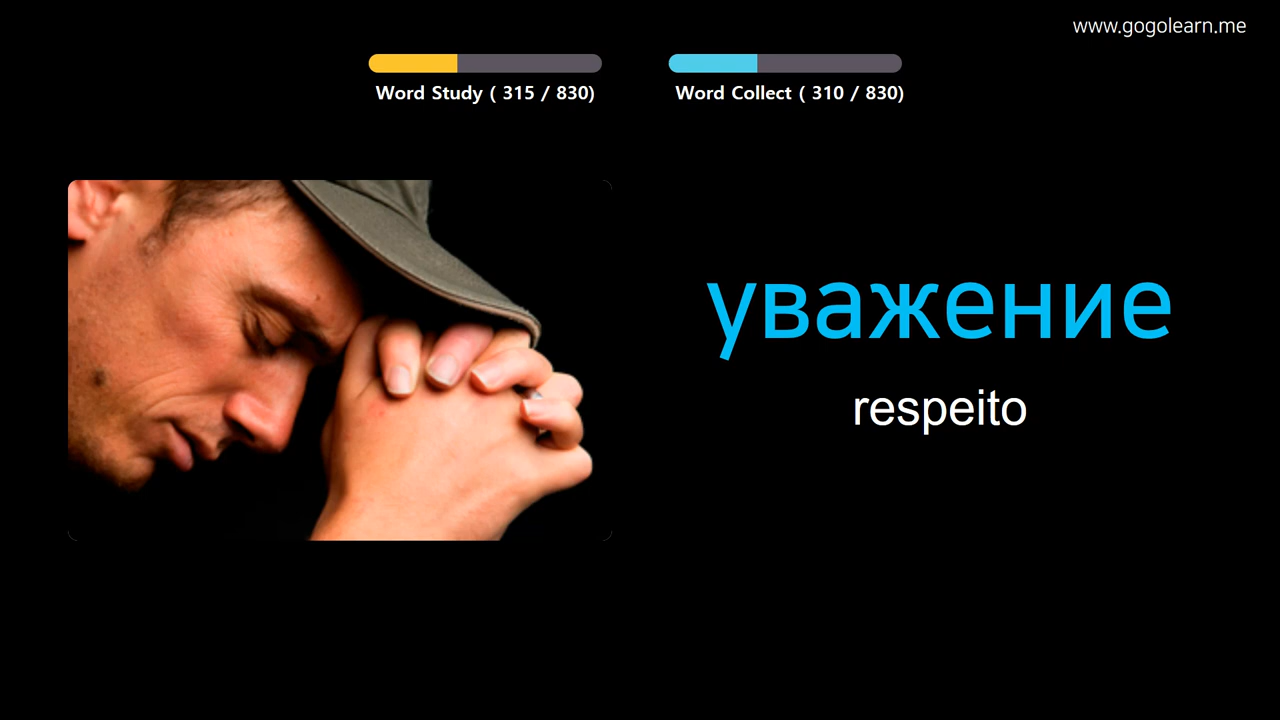 www.gogolearn.me
Word Study ( 315 / 830)
Word Collect ( 310 / 830)
уважение
respeito